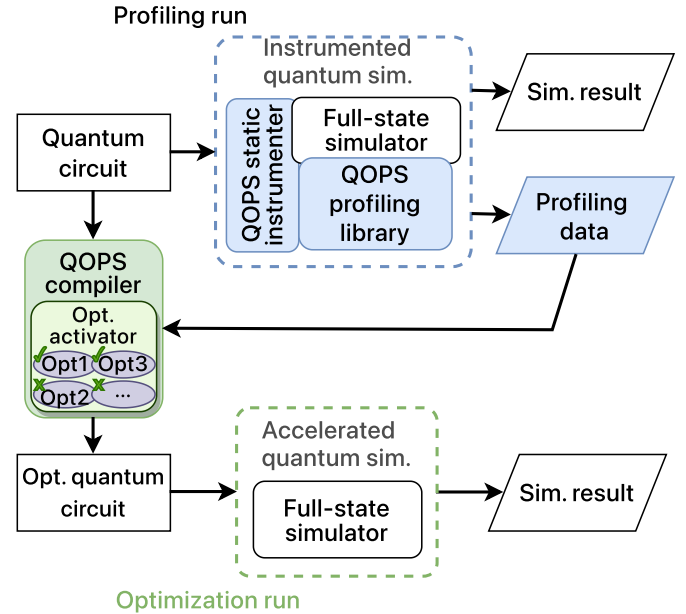 Profiling run
Instrumented
quantum sim.
Quantum
circuit
QOPS static
instrumenter
Full-state
simulator
QOPS
profiling
library
Sim. result
Profiling
data
QOPS
compiler
Opt.
activator
✓ Opt1 ✓ Opt3
x Opt2 x ...
Opt. quantum
circuit
Accelerated
quantum sim.
Full-state
simulator
Sim. result
Optimization run